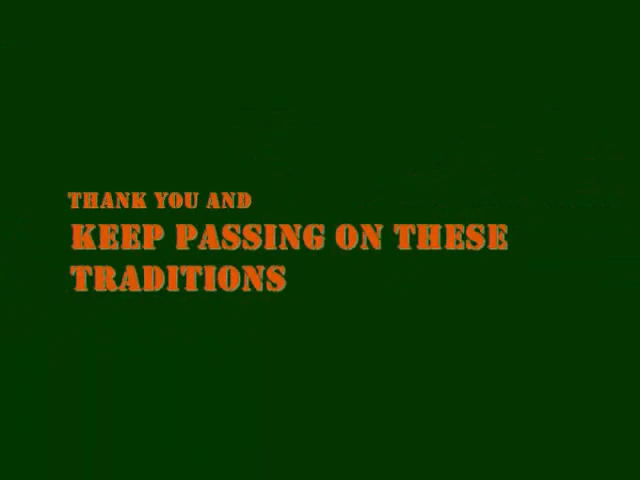 THANK YOU AND
KEEP PASSING ON THESE
TRADITIONS